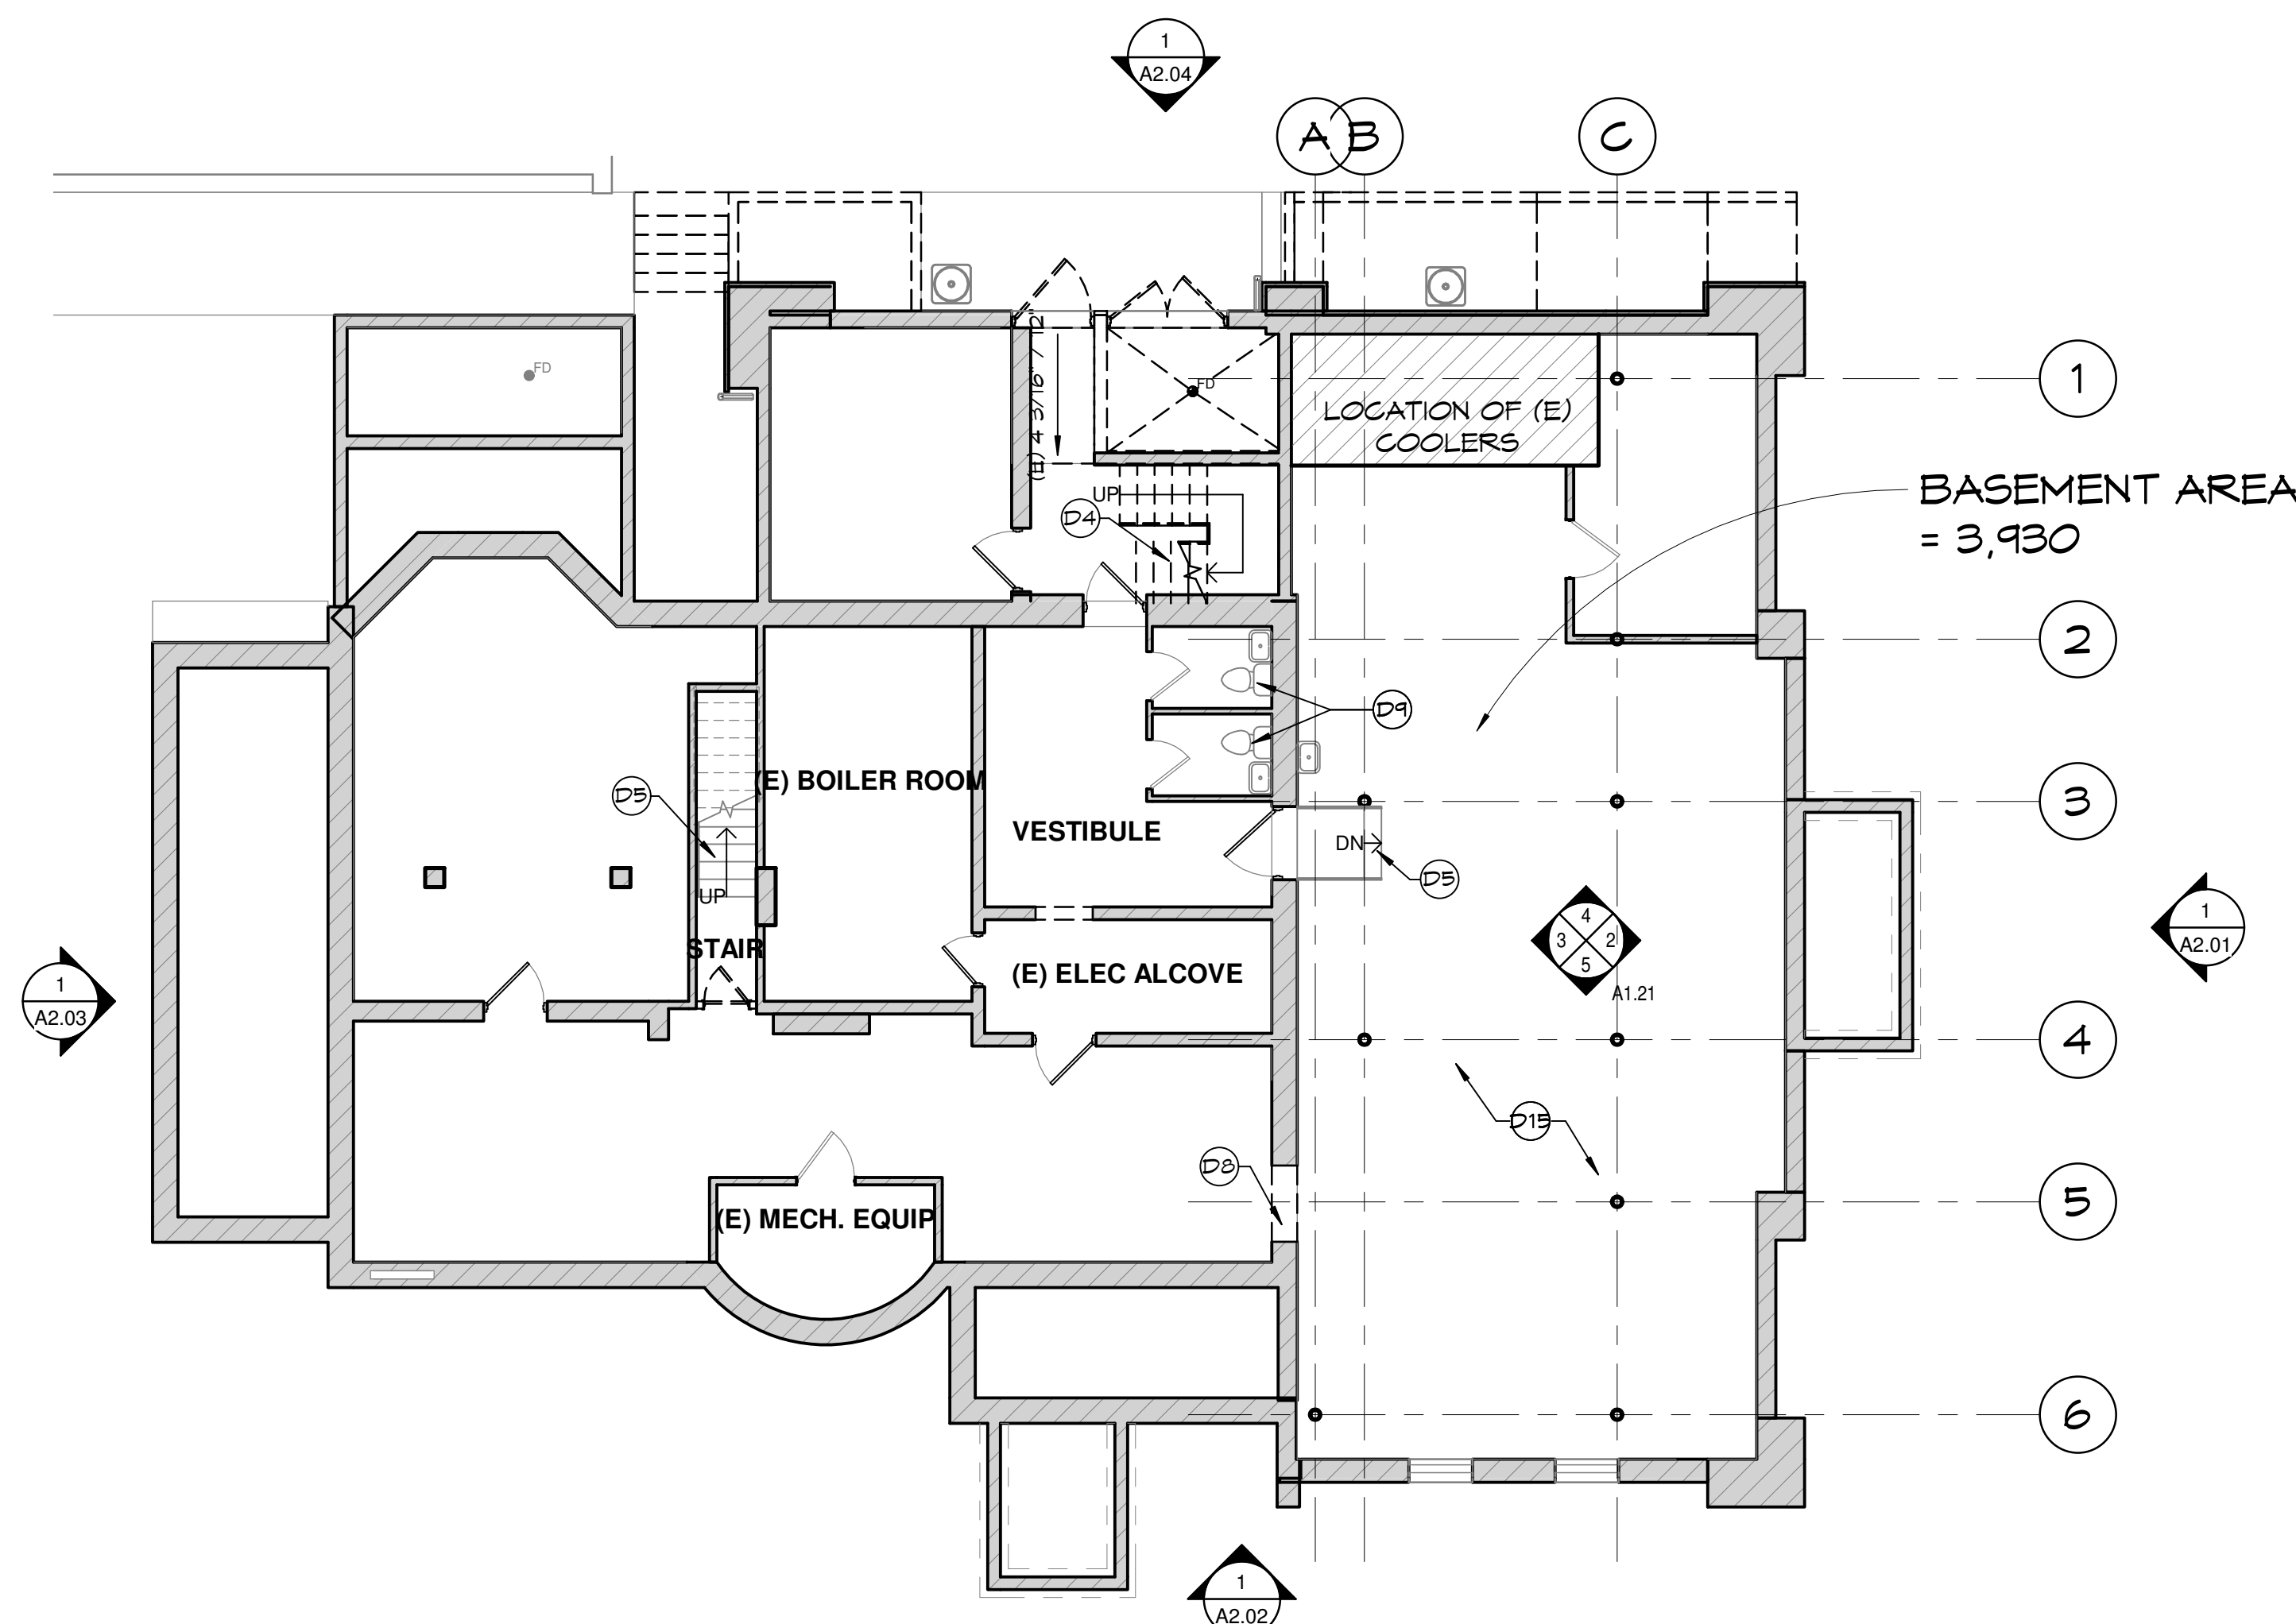 1
A2.04
A B C
FD
(E) 4 3/16" / 12"
FD
LOCATION OF (E)
COOLERS
1
BASEMENT AREA
= 3,930
UP
D4
2
D9
(E) BOILER ROOM
D5
3
VESTIBULE
DN
D5
UP
STAIR
(E) ELEC ALCOVE
4
3 2
5
A1.21
1
A2.01
1
A2.03
4
D15
D8
5
(E) MECH. EQUIP
6
1
A2.02